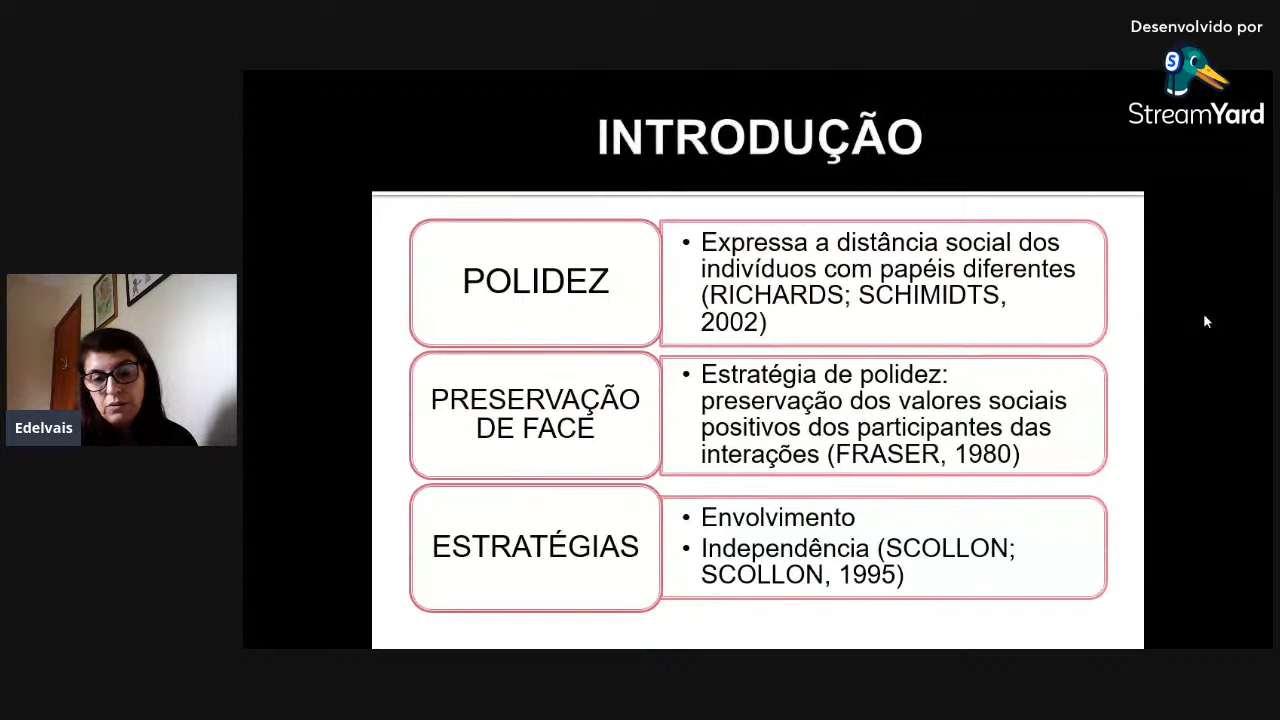 Desenvolvido por
StreamYard
INTRODUÇÃO
POLIDEZ
• Expressa a distância social dos
indivíduos com papéis diferentes
(RICHARDS; SCHIMIDTS,
2002)
PRESERVAÇÃO
DE FACE
• Estratégia de polidez:
preservação dos valores sociais
positivos dos participantes das
interações (FRASER, 1980)
ESTRATÉGIAS
• Envolvimento
• Independência (SCOLLON;
SCOLLON, 1995)
Edelvais